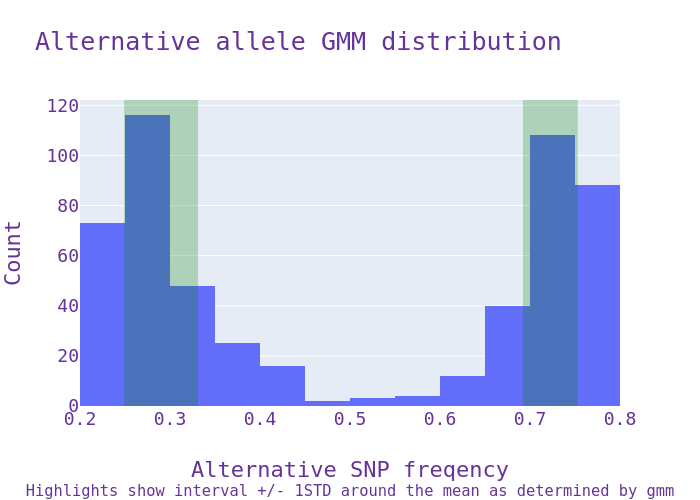 Alternative allele GMM distribution
120
100
80
60
40
20
0
Count
0.2 0.3 0.4 0.5 0.6 0.7 0.8
Alternative SNP freqency
Highlights show interval +/- 1STD around the mean as determined by gmm